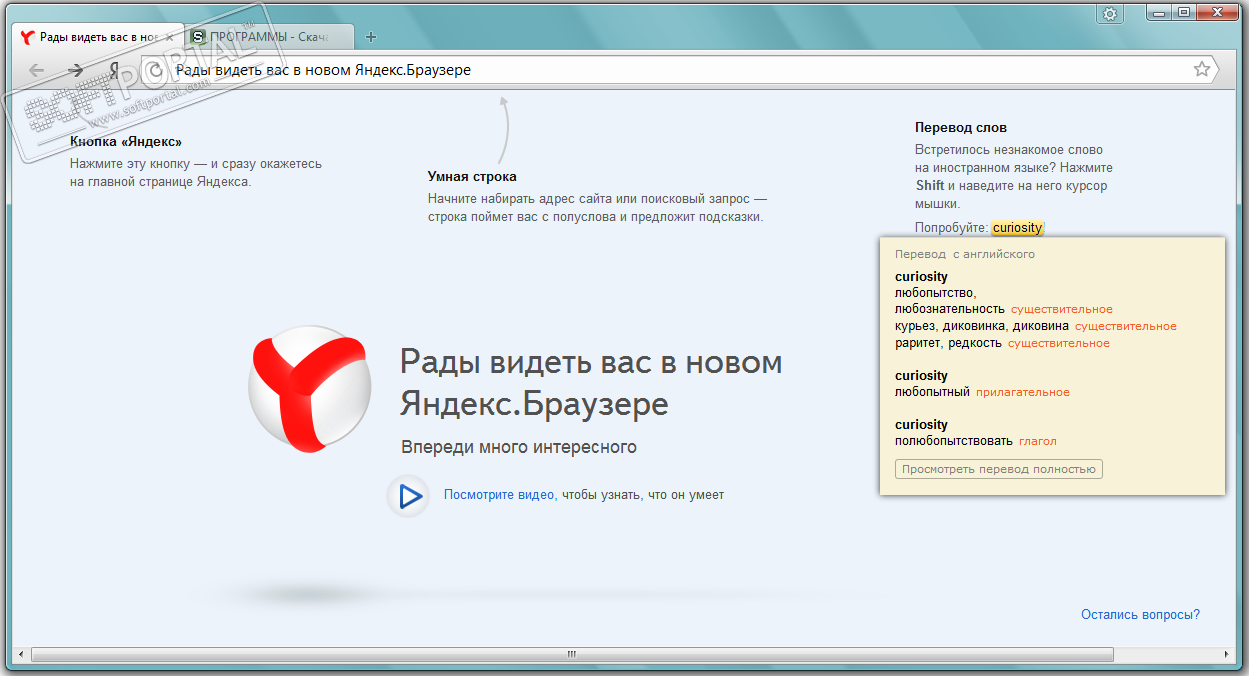 Рады видеть вас в нов
ПРОГРАММЫ - Скача
Я
Рады видеть вас в новом Яндекс.Браузере
SOFTPORTAL™
www.softportal.com
Кнопка «Яндекс»
Нажмите эту кнопку — и сразу окажетесь
на главной странице Яндекса.
Умная строка
Начните набирать адрес сайта или поисковый запрос —
строка поймет вас с полуслова и предложит подсказки.
Перевод слов
Встретилось незнакомое слово
на иностранном языке? Нажмите
Shift и наведите на него курсор
мышки.
Попробуйте: curiosity
Перевод с английского
curiosity
любопытство,
любознательность существительное
курьез, диковинка, диковина существительное
раритет, редкость существительное
curiosity
любопытный прилагательное
curiosity
полюбопытствовать глагол
Просмотреть перевод полностью
Рады видеть вас в новом
Яндекс.Браузере
Впереди много интересного
Посмотрите видео, чтобы узнать, что он умеет
Остались вопросы?